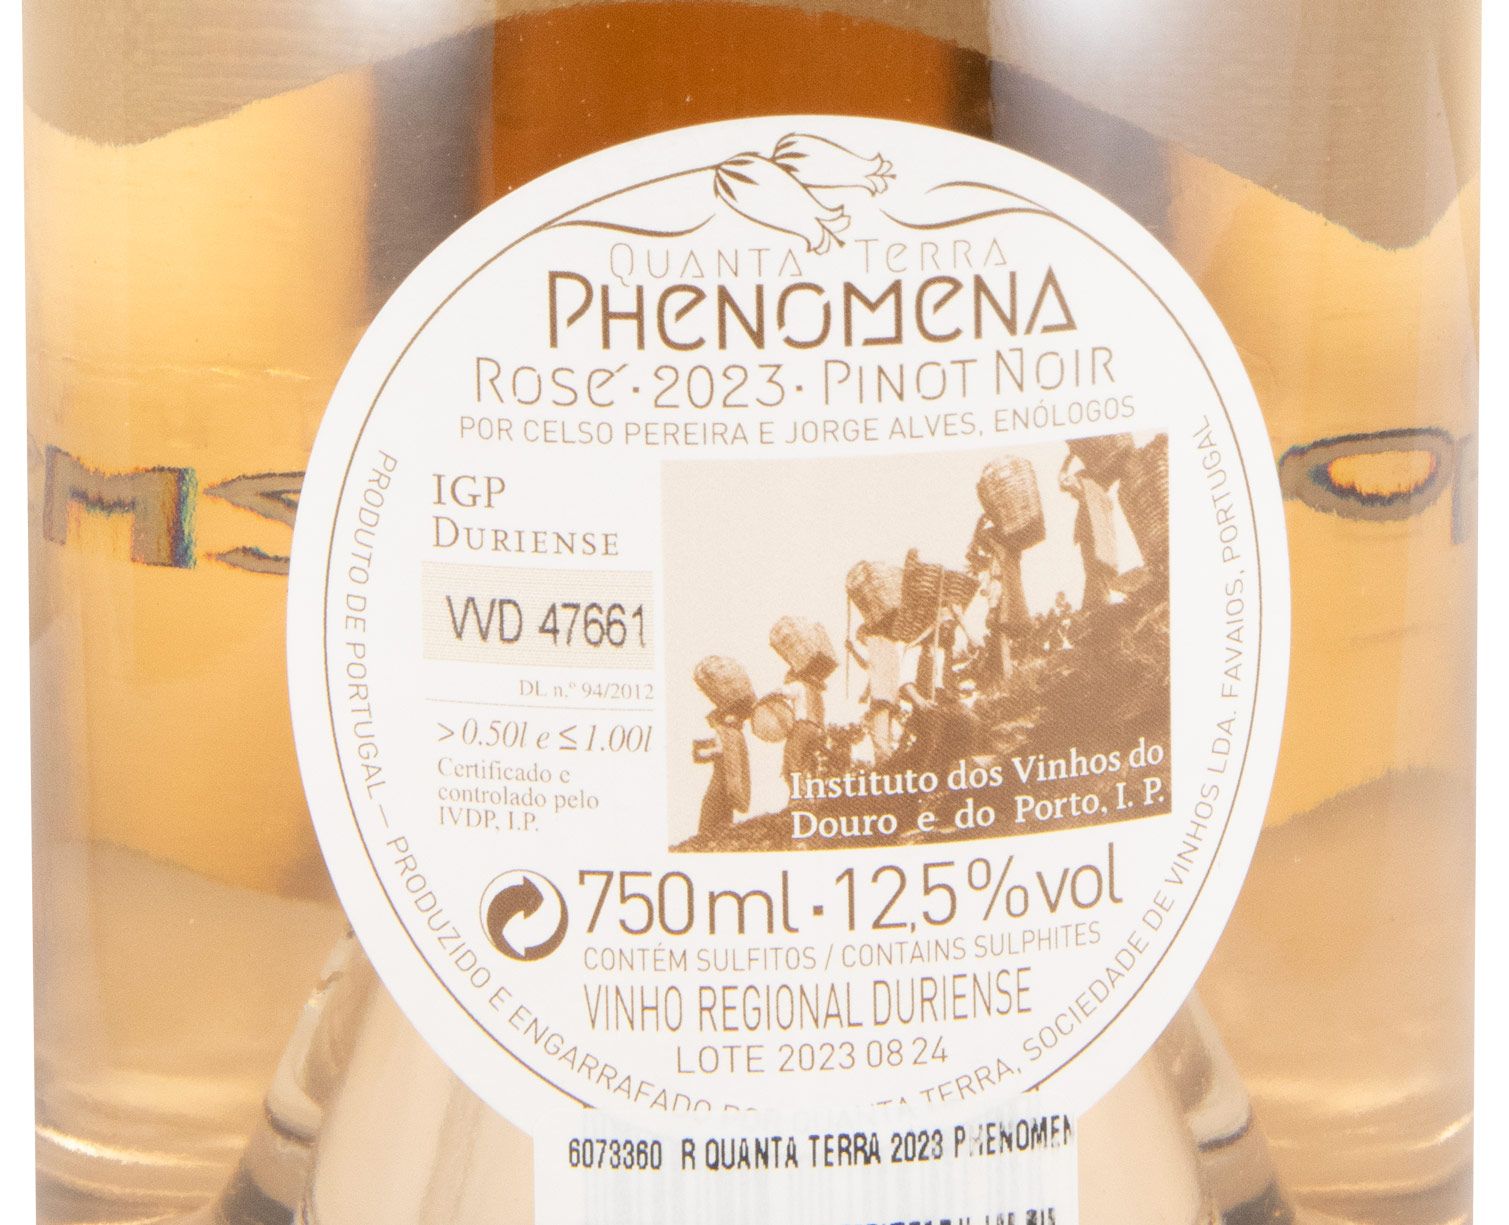 QUANTA TERRA
PHENOMENA
ROSÉ · 2023 · PINOT NOIR
POR CELSO PEREIRA E JORGE ALVES, ENÓLOGOS
IGP
DURIENSE
VVD 47661
DL n.º 94/2012
>0.50l e ≤1.00l
Certificado e
controlado pelo
IVDP, I.P.
Instituto dos Vinhos do
Douro e do Porto, I. P.
750ml · 12,5%vol
CONTÉM SULFITOS / CONTAINS SULPHITES
VINHO REGIONAL DURIENSE
LOTE 2023 08 24
PRODUTO DE PORTUGAL — PRODUZIDO E ENGARRAFADO POR QUANTA TERRA, SOCIEDADE DE VINHOS LDA. FAVAIOS, PORTUGAL
6073360 R QUANTA TERRA 2023 PHENOMEN